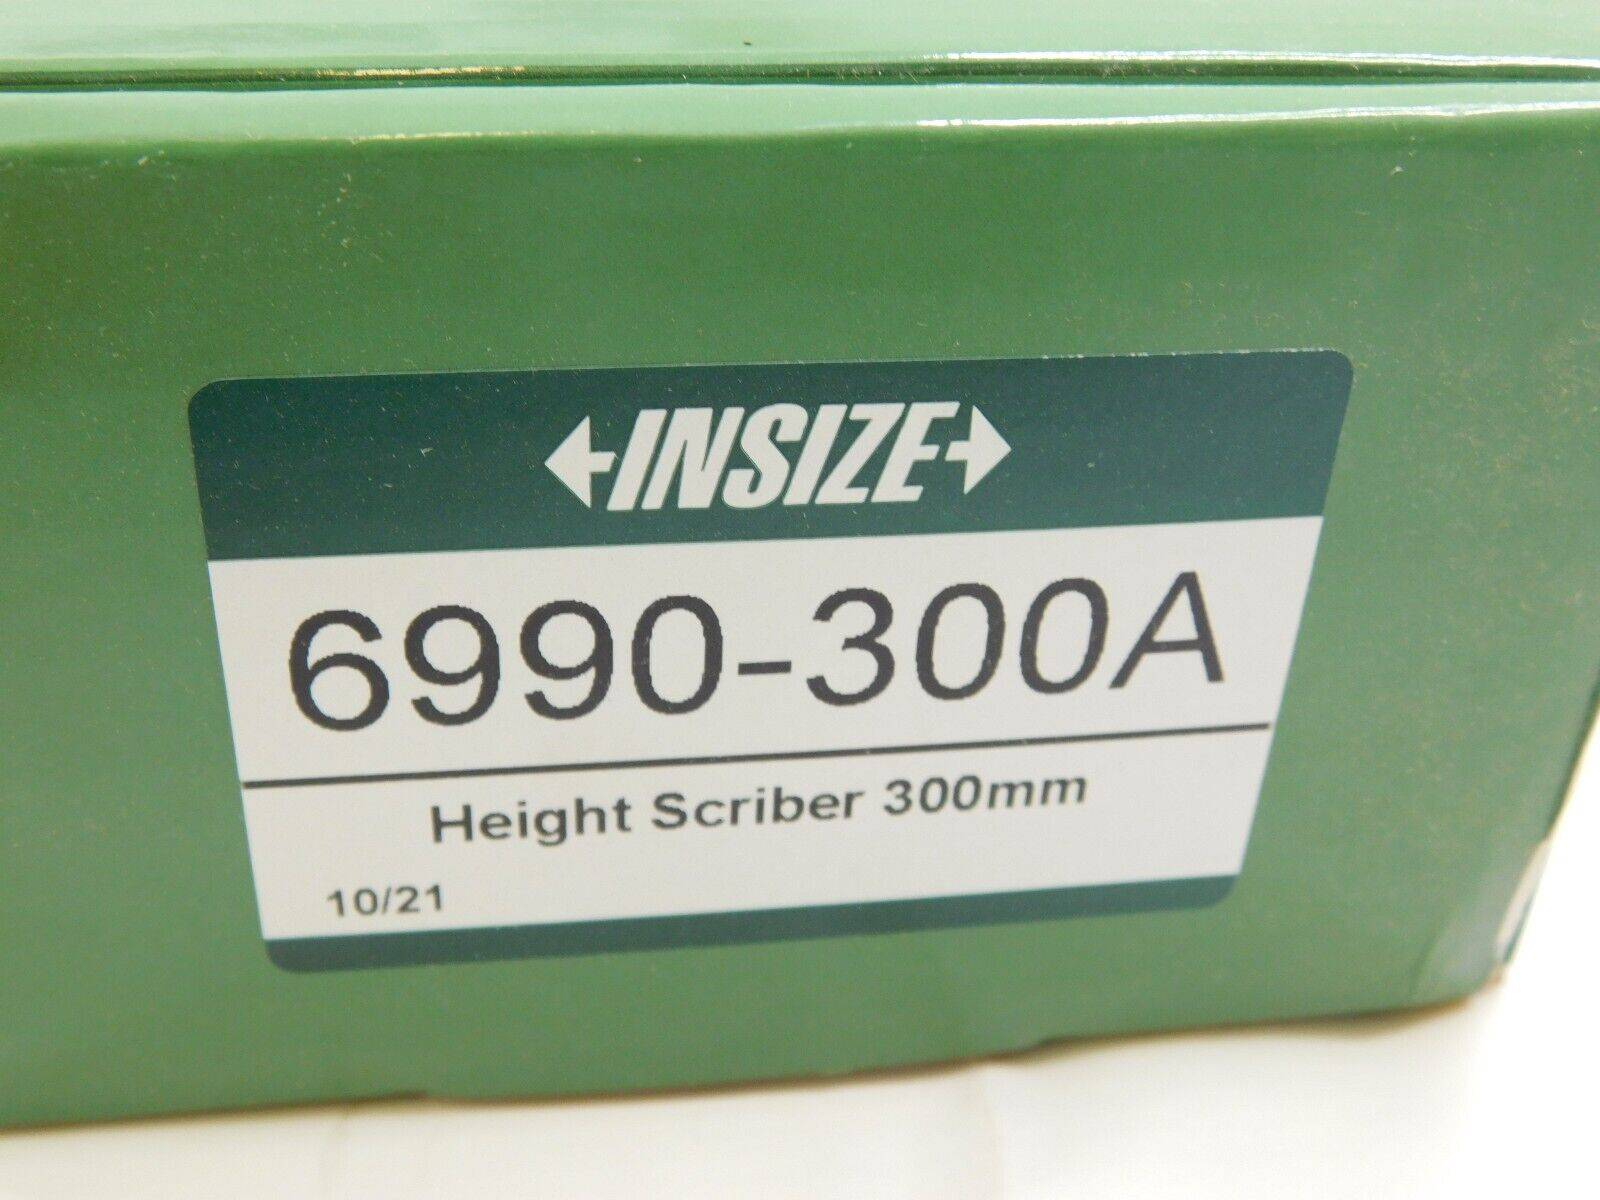 INSIZE
6990-300A
Height Scriber 300mm
10/21